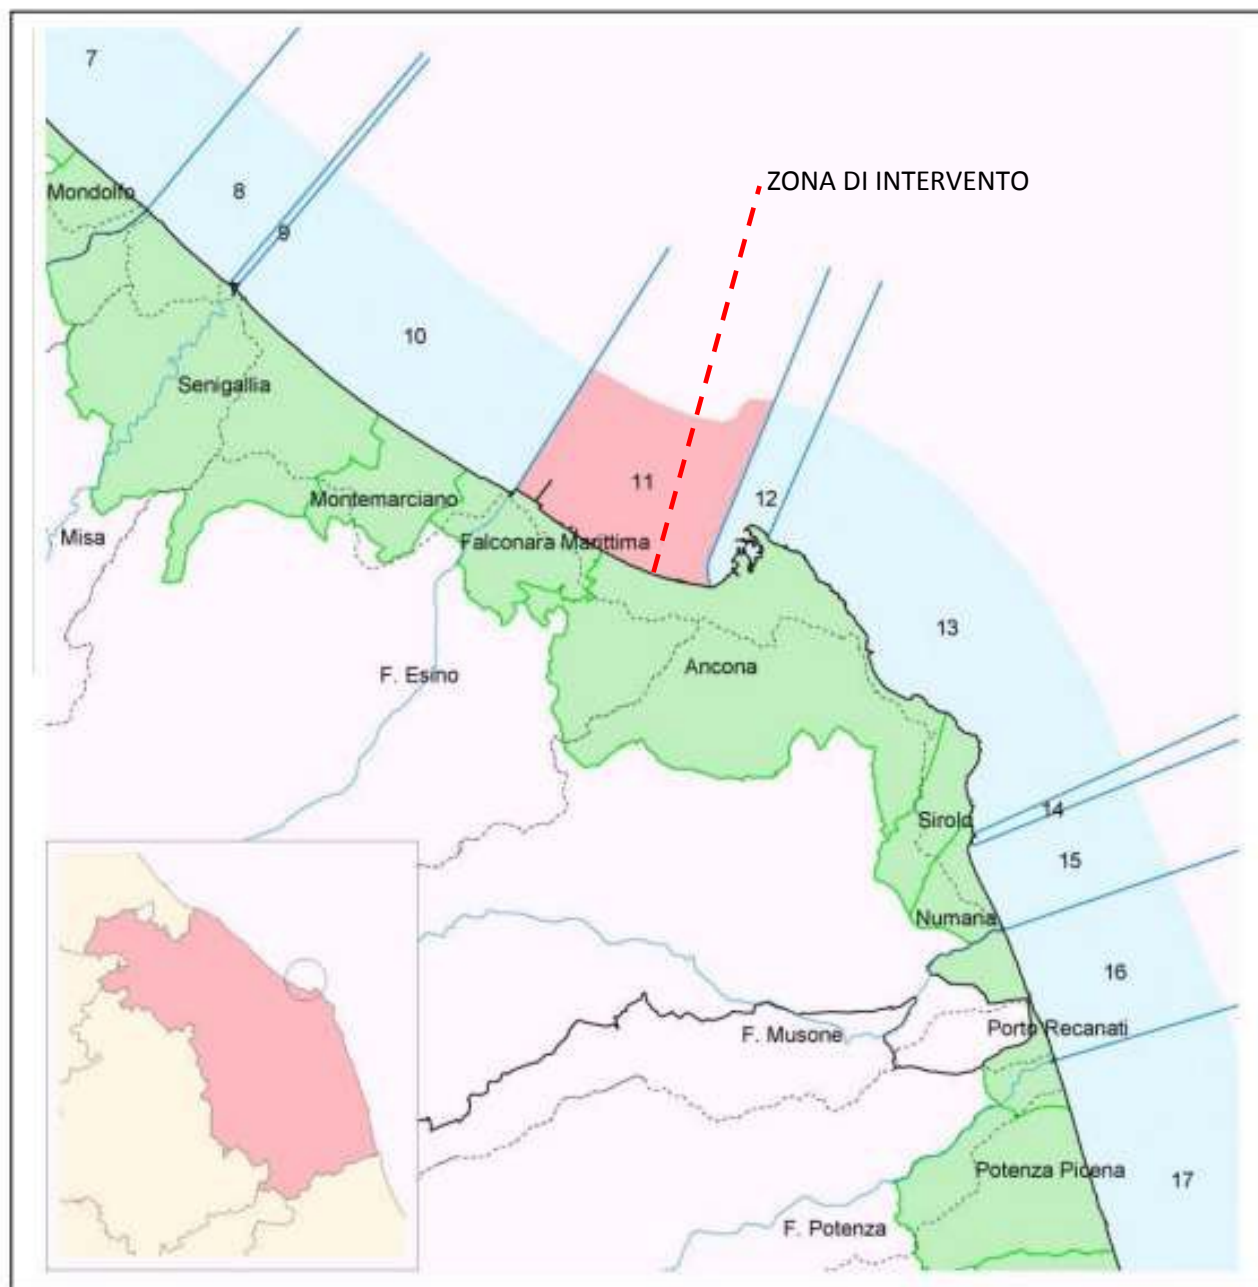 7
ZONA DI INTERVENTO
Mondolfo
8
9
10
Senigallia
11
12
Montemarciano
Misa
Falconara Marittima
13
Ancona
F. Esino
14
Sirolo
15
Numana
16
F. Musone
Porto Recanati
Potenza Picena
17
F. Potenza